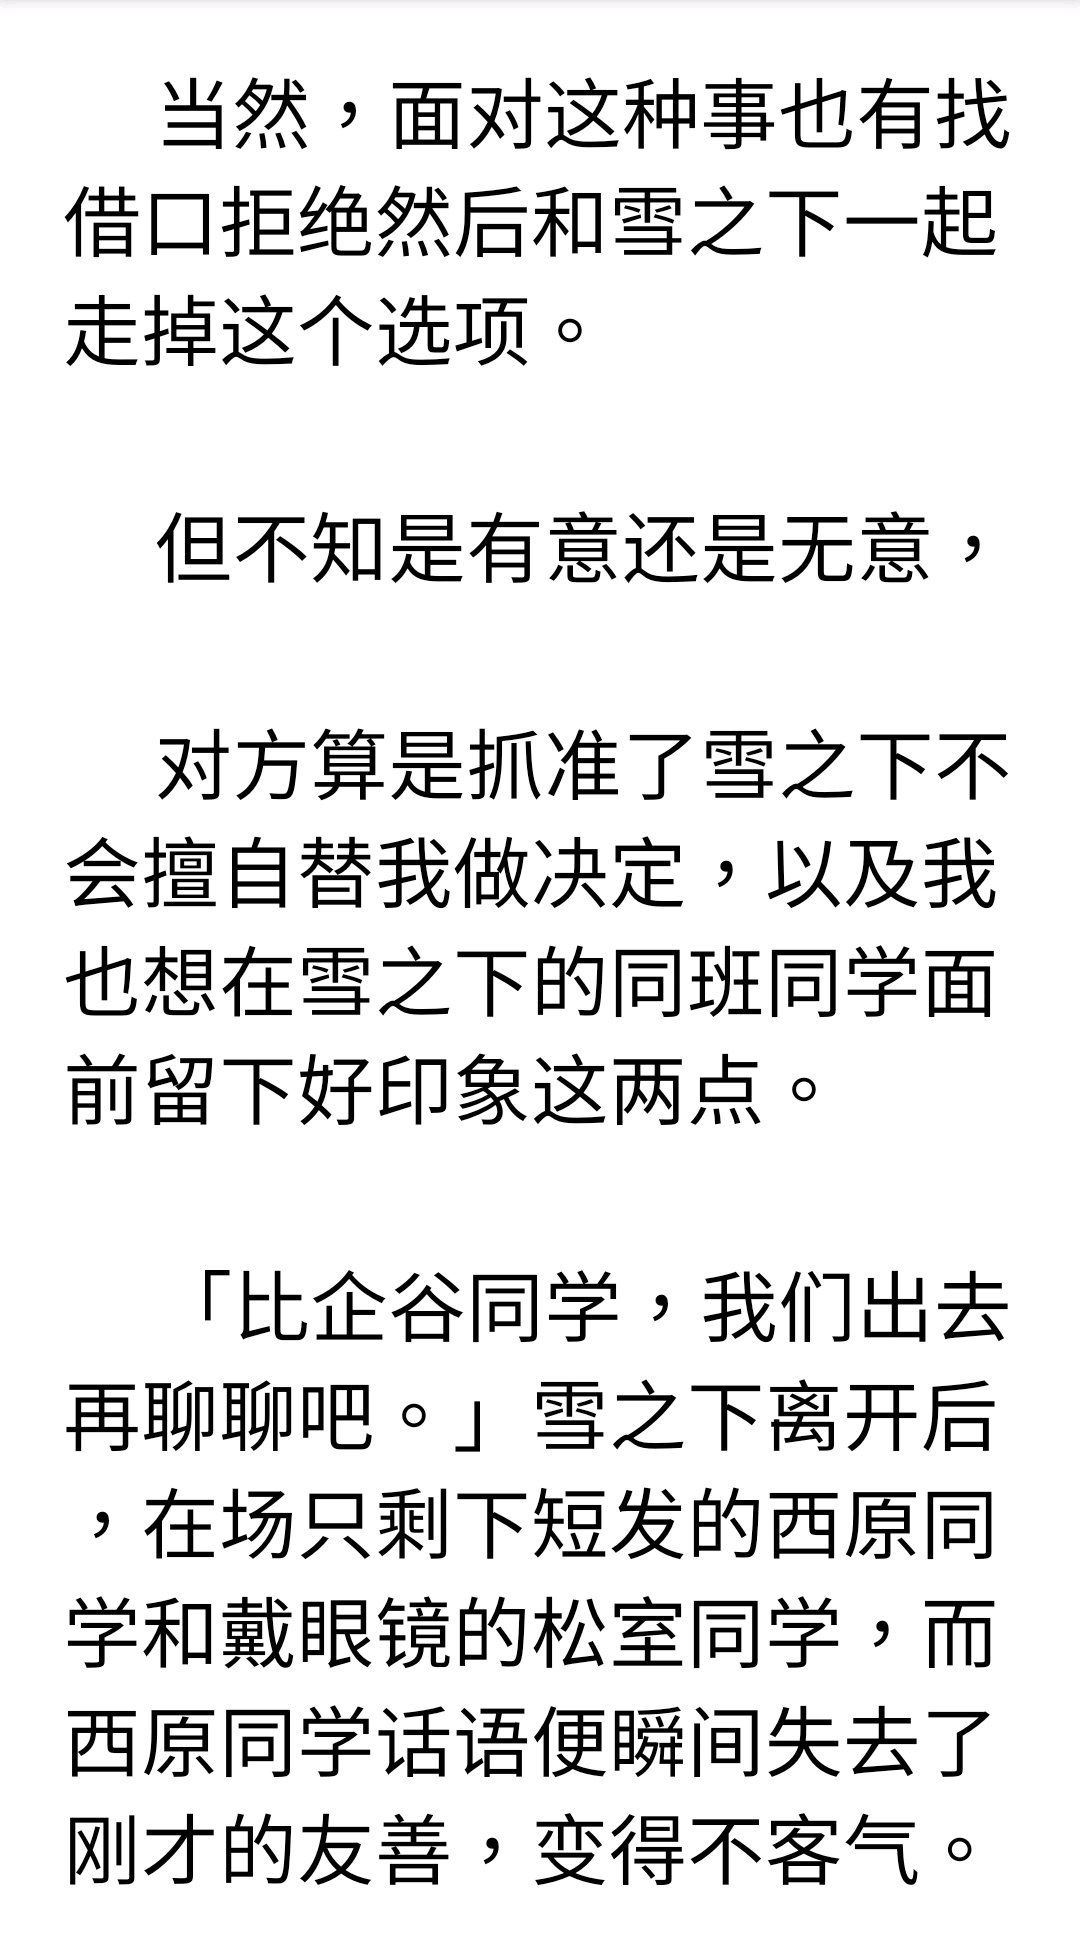 当然，面对这种事也有找
借口拒绝然后和雪之下一起
走掉这个选项。
但不知是有意还是无意，
对方算是抓准了雪之下不
会擅自替我做决定，以及我
也想在雪之下的同班同学面
前留下好印象这两点。
「比企谷同学，我们出去
再聊聊吧。」雪之下离开后
，在场只剩下短发的西原同
学和戴眼镜的松室同学，而
西原同学话语便瞬间失去了
刚才的友善，变得不客气。